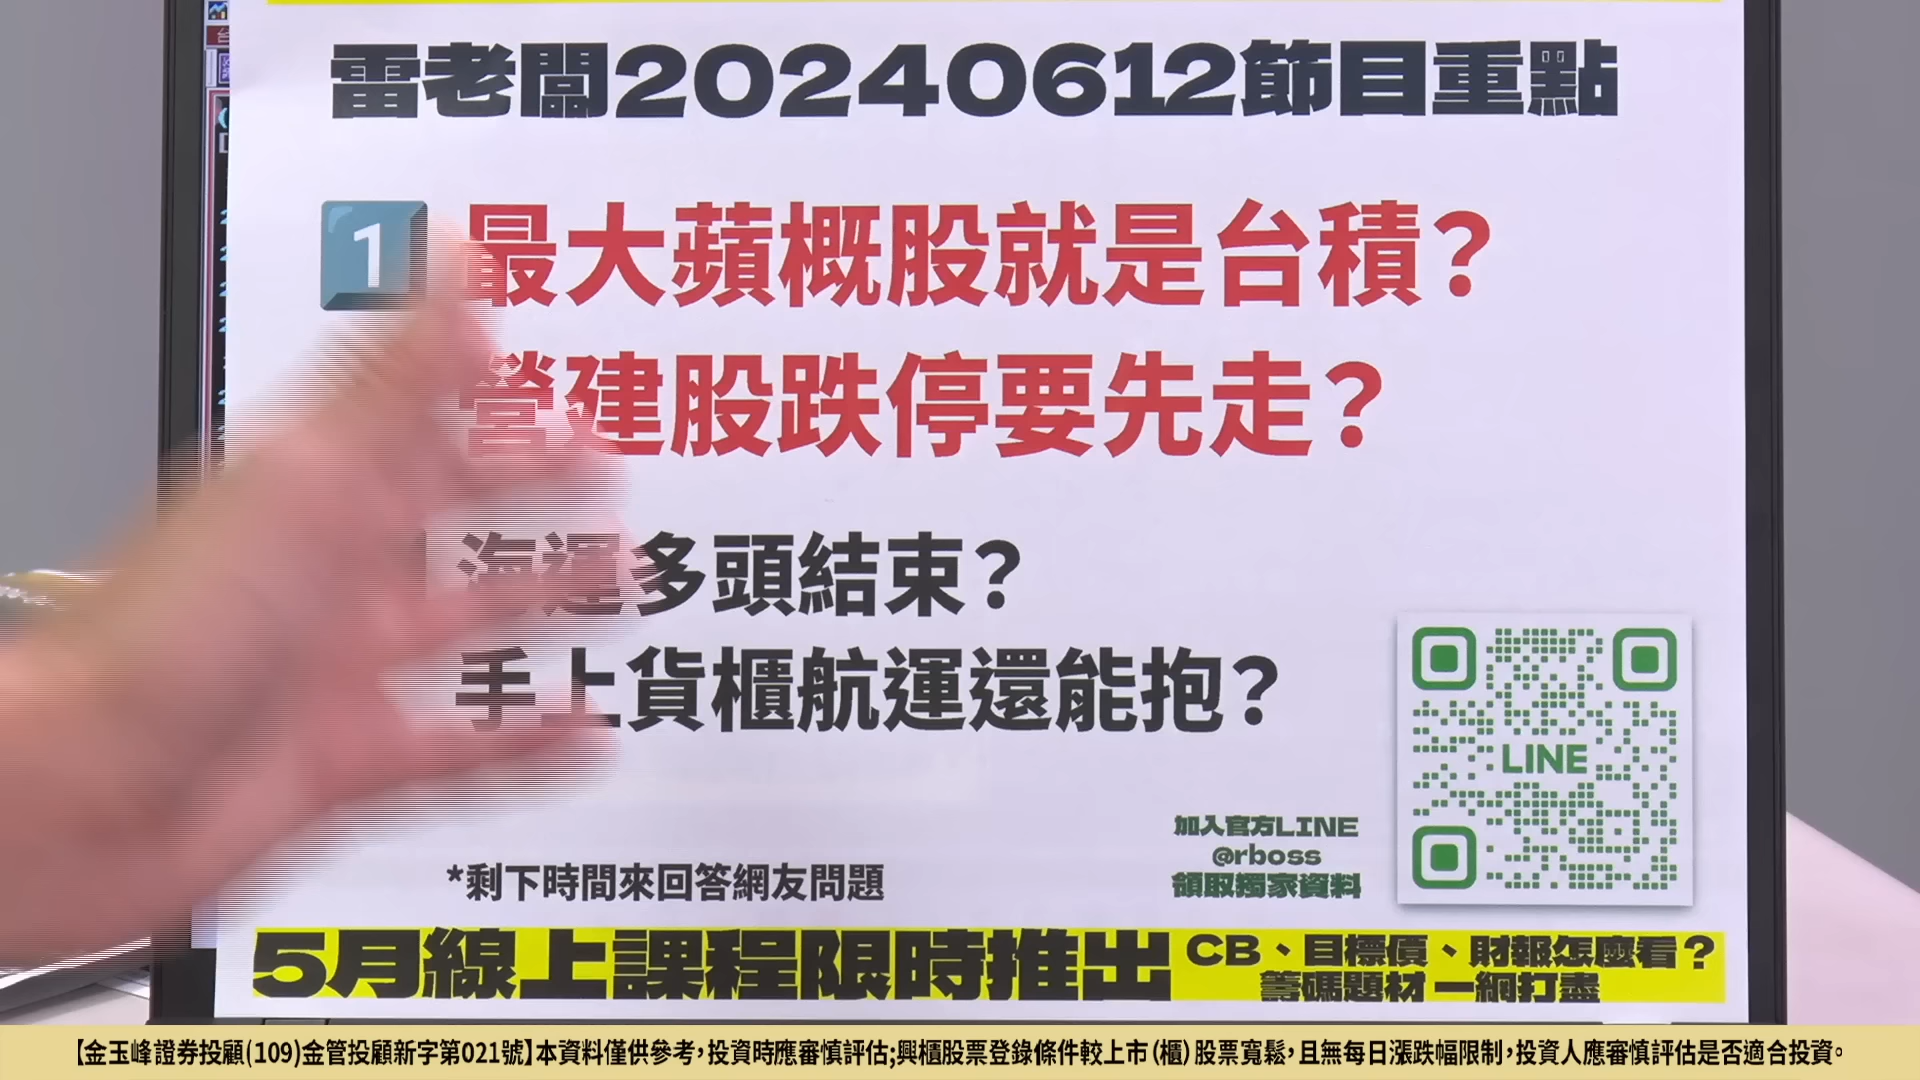 雷老闆20240612節目重點
1 最大蘋概股就是台積？
營建股跌停要先走？
海運多頭結束？
手上貨櫃航運還能抱？
LINE
加入官方LINE
@rboss
領取獨家資料
*剩下時間來回答網友問題
5月線上課程限時推出
CB、目標價、財報怎麼看？
籌碼題材 一網打盡
【金玉峰證券投顧(109)金管投顧新字第021號】本資料僅供參考，投資時應審慎評估;興櫃股票登錄條件較上市（櫃）股票寬鬆，且無每日漲跌幅限制，投資人應審慎評估是否適合投資。